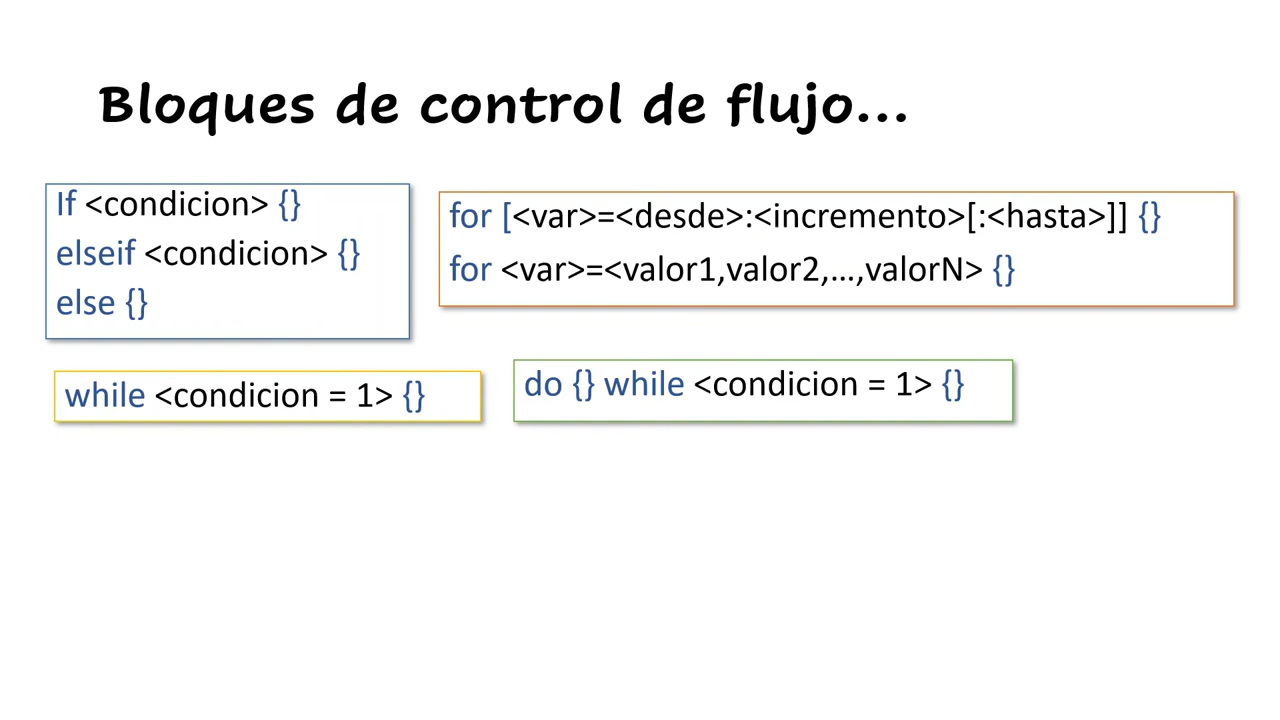 Bloques de control de flujo...
If <condicion> {}
elseif <condicion> {}
else {}
for [<var>=<desde>:<incremento>[:<hasta>]] {}
for <var>=<valor1,valor2,...,valorN> {}
while <condicion = 1> {}
do {} while <condicion = 1> {}